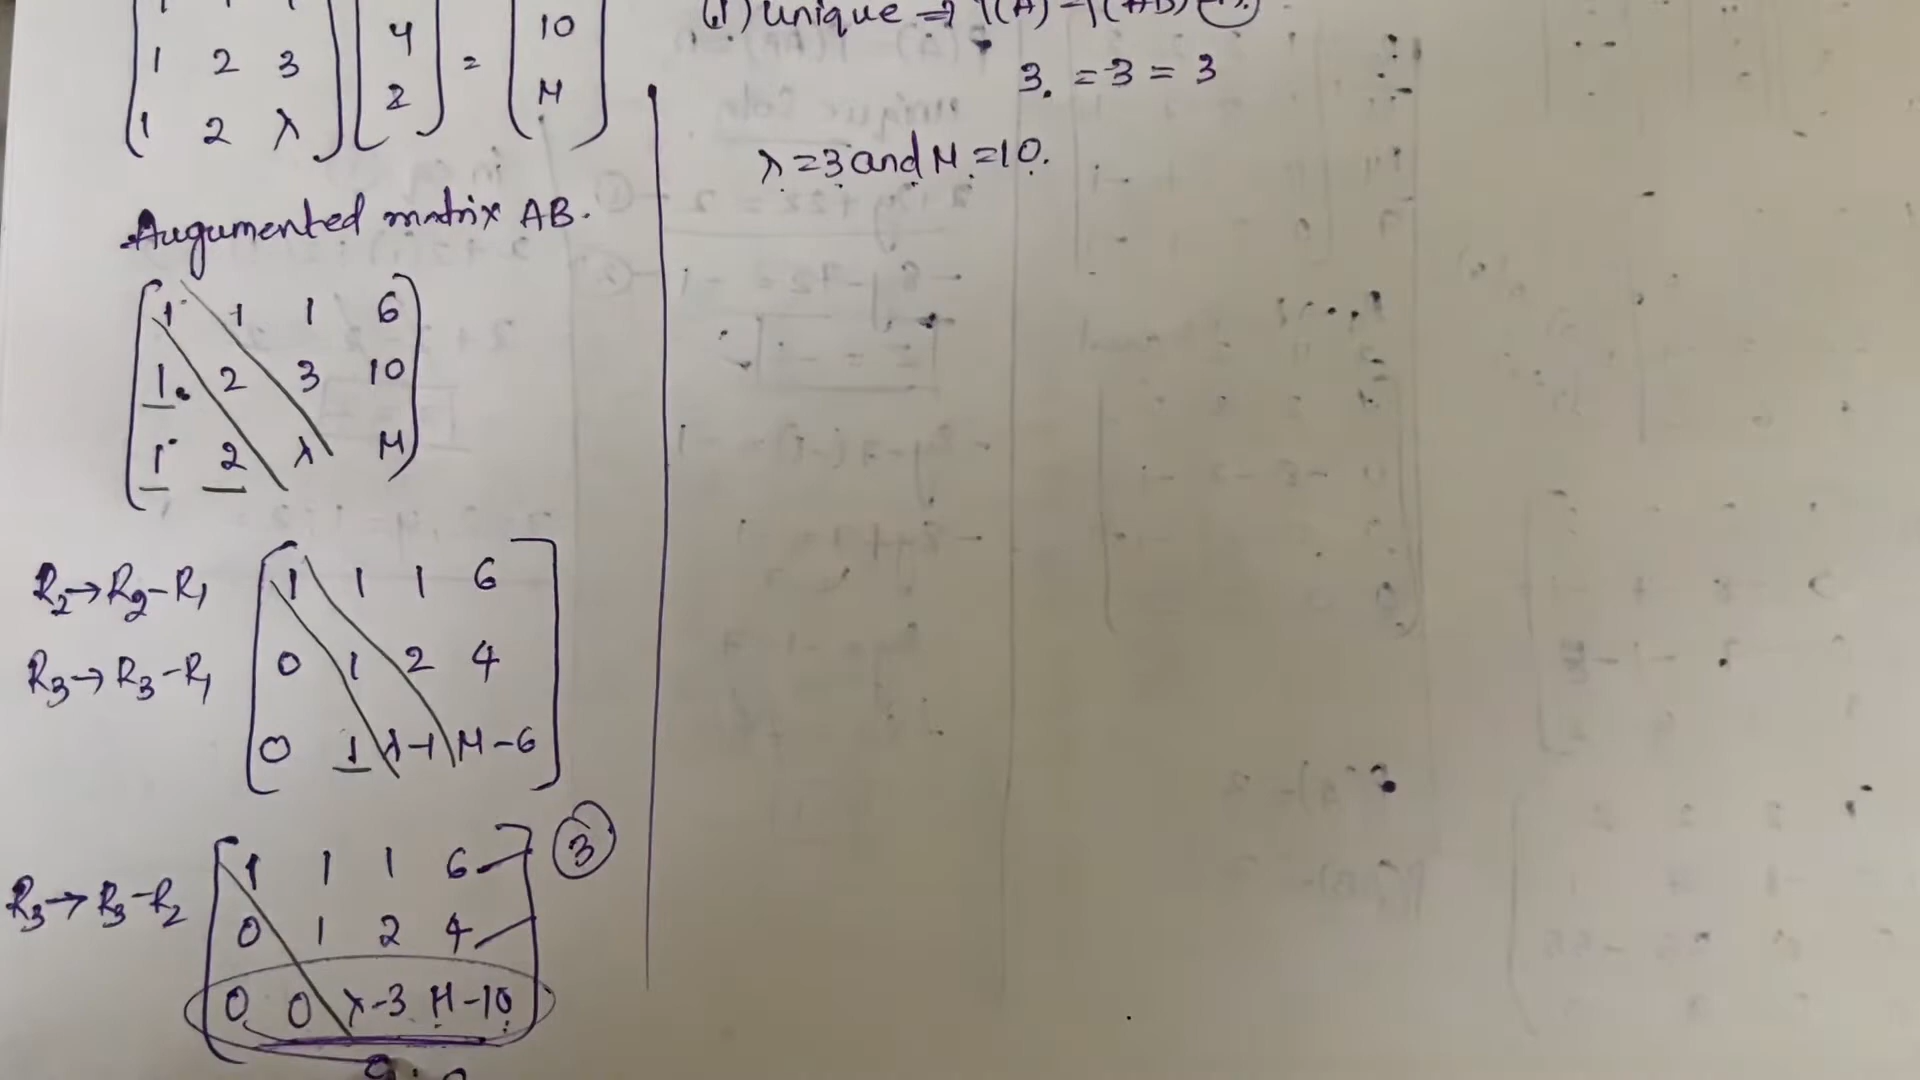 1 1 1
1 2 3 4 = 10
1 2 λ 2 M
Augumented matrix AB.
1 1 1 6
1 2 3 10
1 2 λ M
R2→R2-R1
R3→R3-R1
1 1 1 6
0 1 2 4
0 1 λ-1 M-6
R3→R3-R2
1 1 1 6
0 1 2 4
0 0 λ-3 M-10
3
unique ⇒
3. = 3 = 3
λ=3 and M=10.